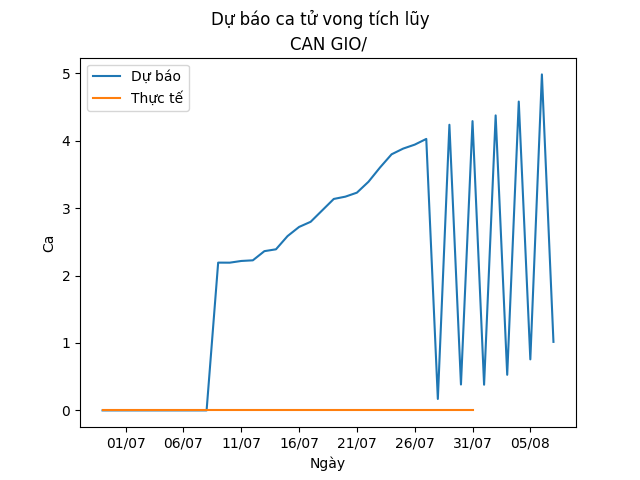 Dự báo ca tử vong tích lũy
CAN GIO/
Dự báo
Thực tế
Ca
5
4
3
2
1
0
01/07 06/07 11/07 16/07 21/07 26/07 31/07 05/08
Ngày